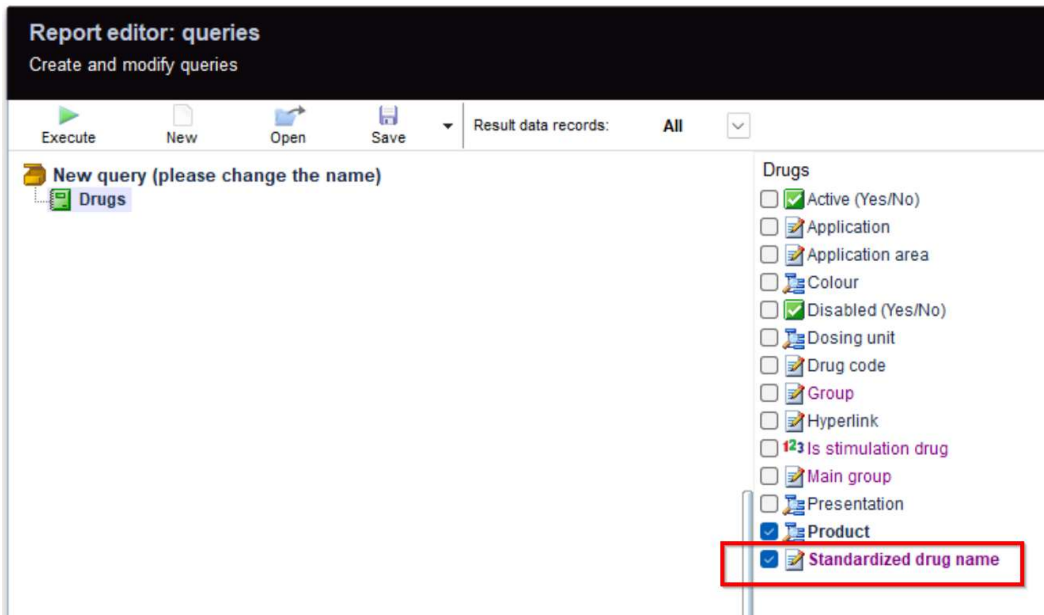 Report editor: queries
Create and modify queries
Execute New Open Save Result data records: All
New query (please change the name)
Drugs
Drugs
Active (Yes/No)
Application
Application area
Colour
Disabled (Yes/No)
Dosing unit
Drug code
Group
Hyperlink
123 Is stimulation drug
Main group
Presentation
Product
Standardized drug name